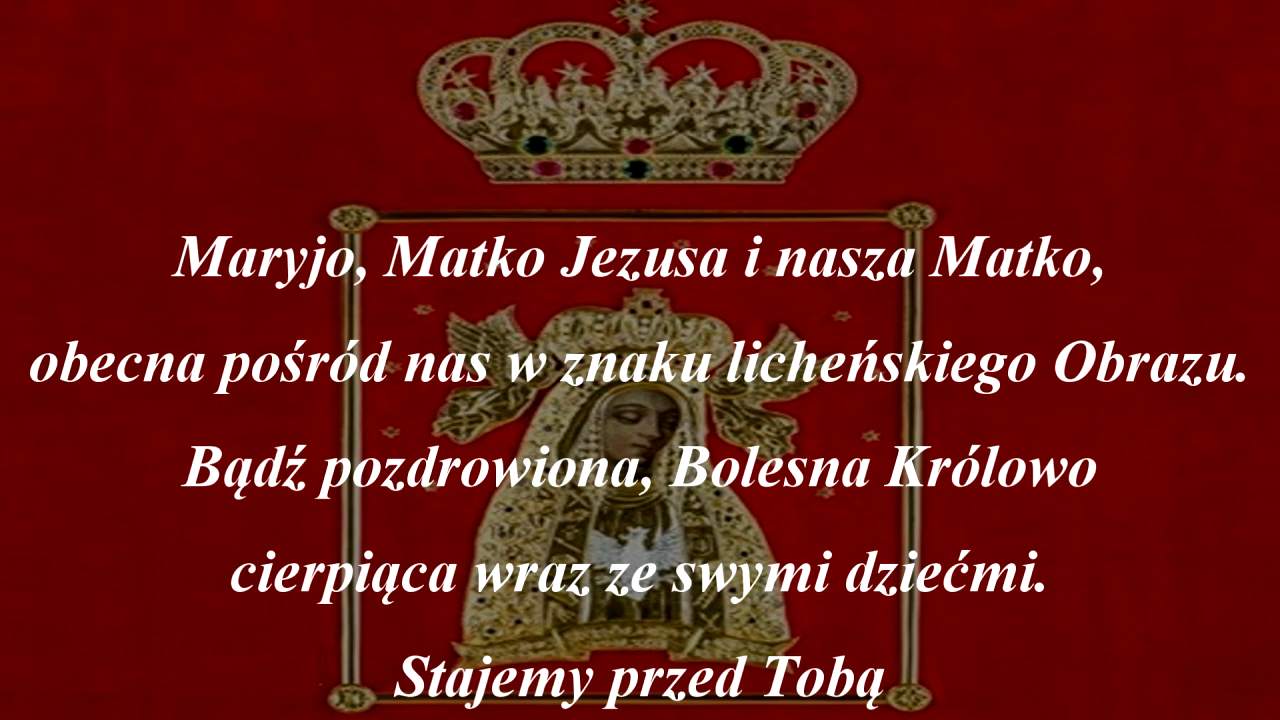 Maryjo, Matko Jezusa i nasza Matko,
obecna pośród nas w znaku licheńskiego Obrazu.
Bądź pozdrowiona, Bolesna Królowo
cierpiąca wraz ze swymi dziećmi.
Stajemy przed Tobą